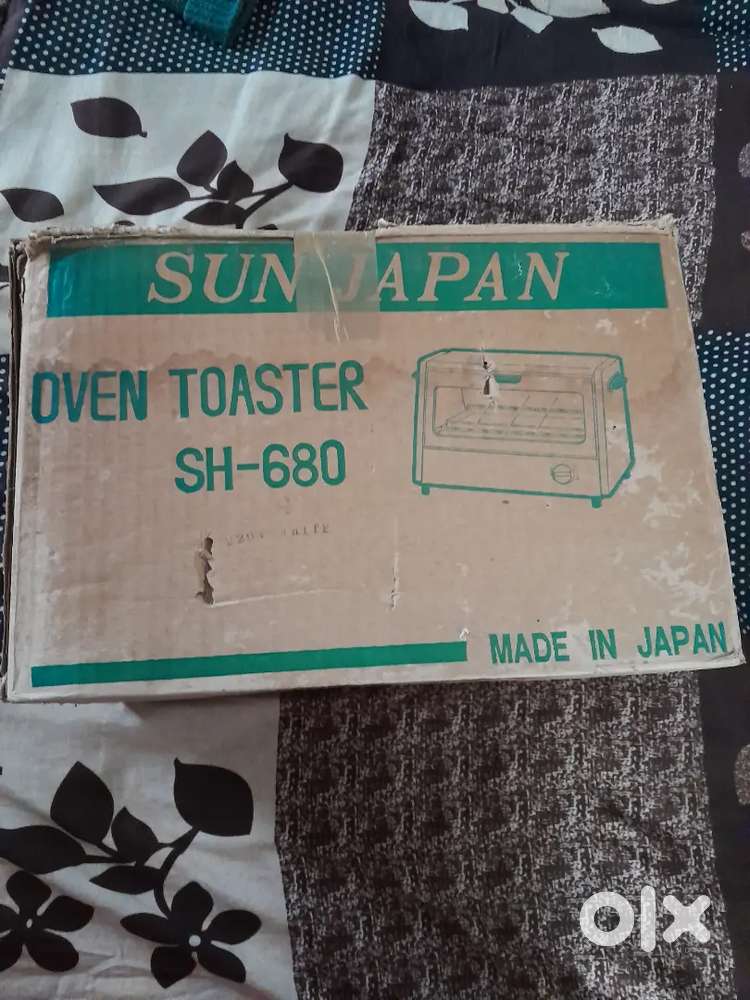 SUN JAPAN
OVEN TOASTER
SH-680
MADE IN JAPAN
olx